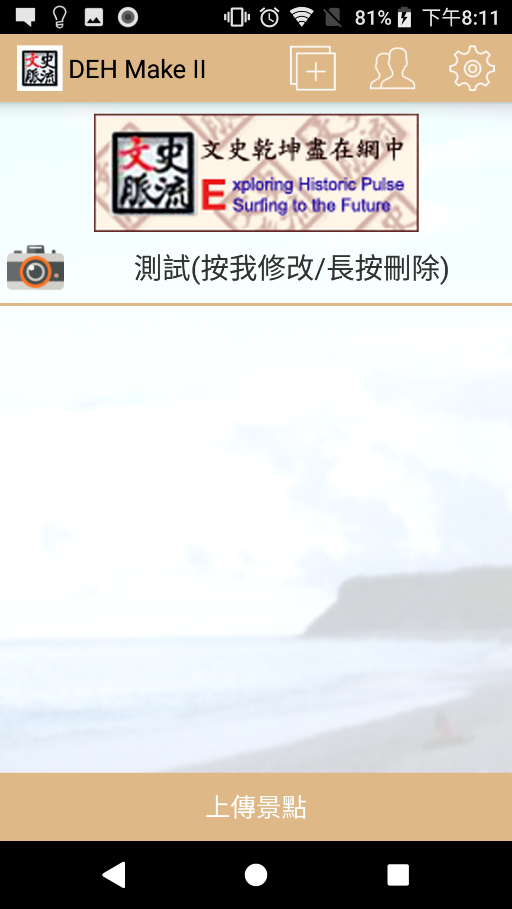 81% 下午8:11
文史脈流 DEH Make II
文史脈流
文史乾坤盡在網中
Exploring Historic Pulse
Surfing to the Future
測試(按我修改/長按刪除)
上傳景點